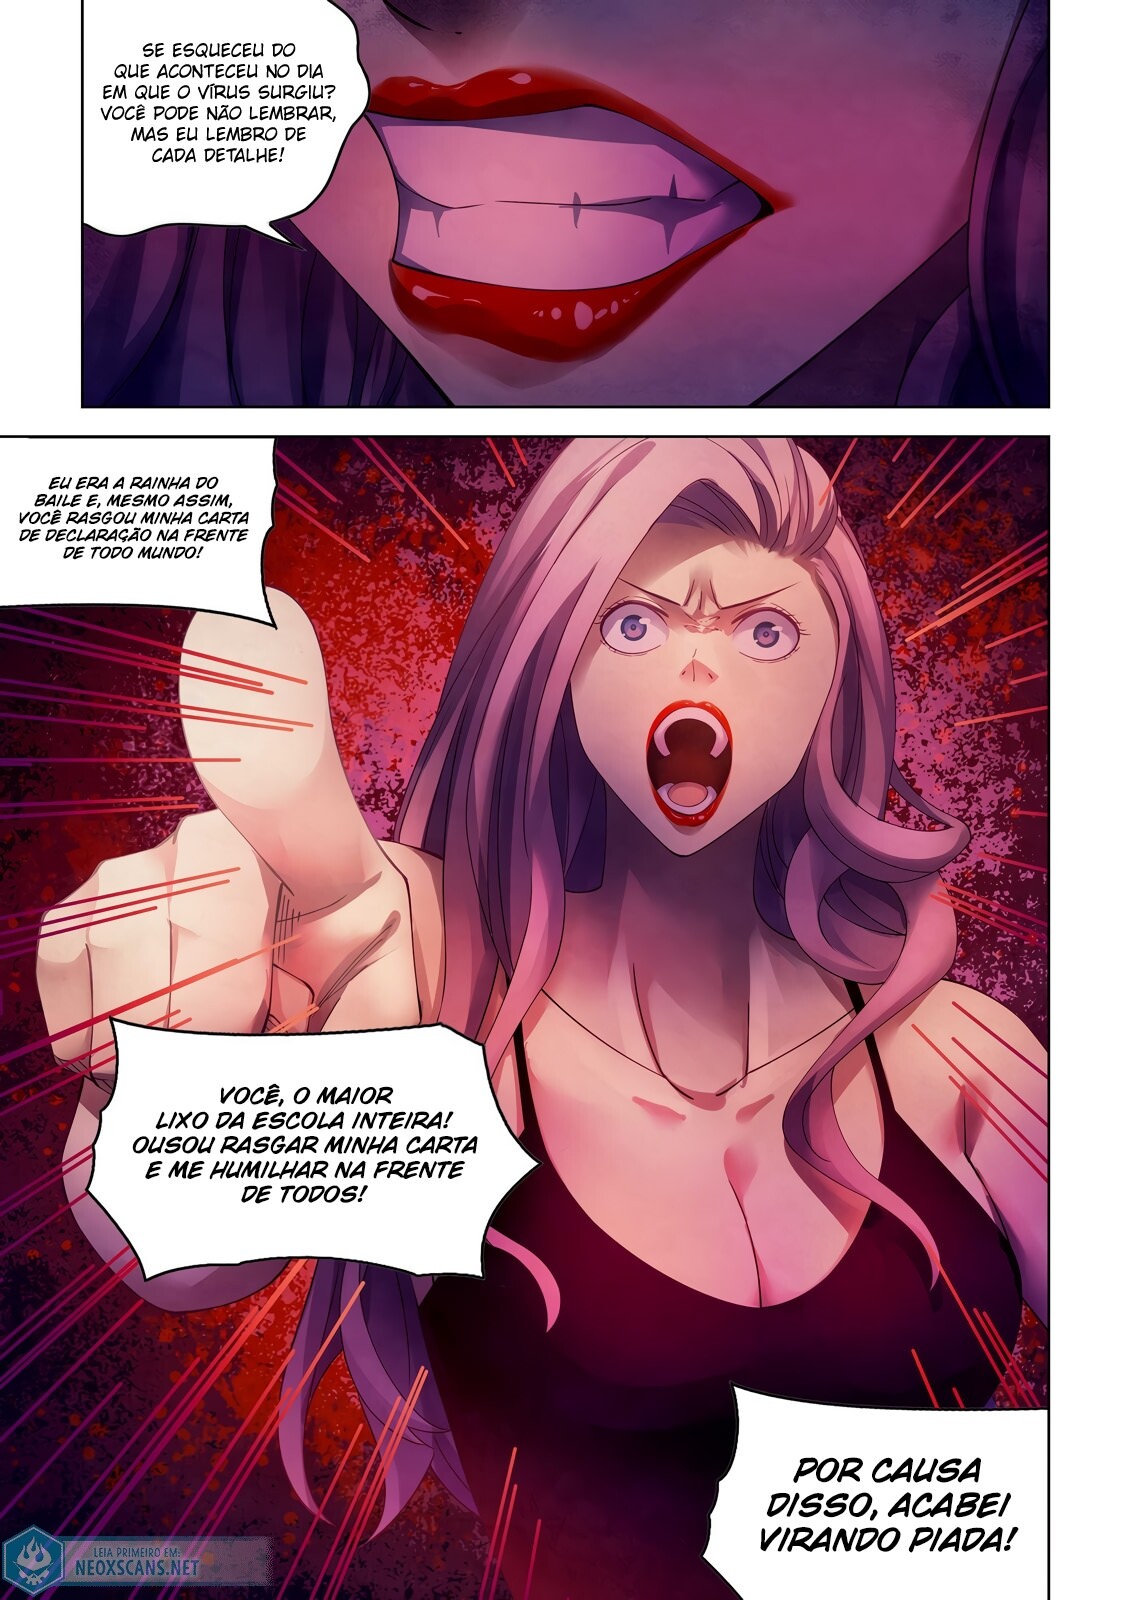 SE ESQUECEU DO
QUE ACONTECEU NO DIA
EM QUE O VÍRUS SURGIU?
VOCÊ PODE NÃO LEMBRAR,
MAS EU LEMBRO DE
CADA DETALHE!
EU ERA A RAINHA DO
BAILE E, MESMO ASSIM,
VOCÊ RASGOU MINHA CARTA
DE DECLARAÇÃO NA FRENTE
DE TODO MUNDO!
VOCÊ, O MAIOR
LIXO DA ESCOLA INTEIRA!
OUSOU RASGAR MINHA CARTA
E ME HUMILHAR NA FRENTE
DE TODOS!
POR CAUSA
DISSO, ACABEI
VIRANDO PIADA!
LEIA PRIMEIRO EM:
NEOXSCANS.NET